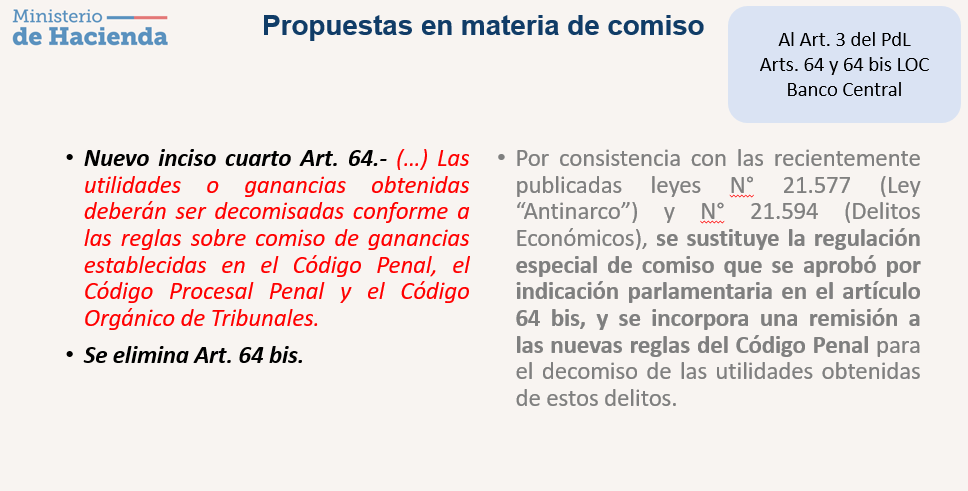 Ministerio
de Hacienda
Propuestas en materia de comiso
Al Art. 3 del PdL
Arts. 64 y 64 bis LOC
Banco Central
• Nuevo inciso cuarto Art. 64.- (…) Las
utilidades o ganancias obtenidas
deberán ser decomisadas conforme a
las reglas sobre comiso de ganancias
establecidas en el Código Penal, el
Código Procesal Penal y el Código
Orgánico de Tribunales.
• Se elimina Art. 64 bis.
• Por consistencia con las recientemente
publicadas leyes N° 21.577 (Ley
“Antinarco”) y N° 21.594 (Delitos
Económicos), se sustituye la regulación
especial de comiso que se aprobó por
indicación parlamentaria en el artículo
64 bis, y se incorpora una remisión a
las nuevas reglas del Código Penal para
el decomiso de las utilidades obtenidas
de estos delitos.